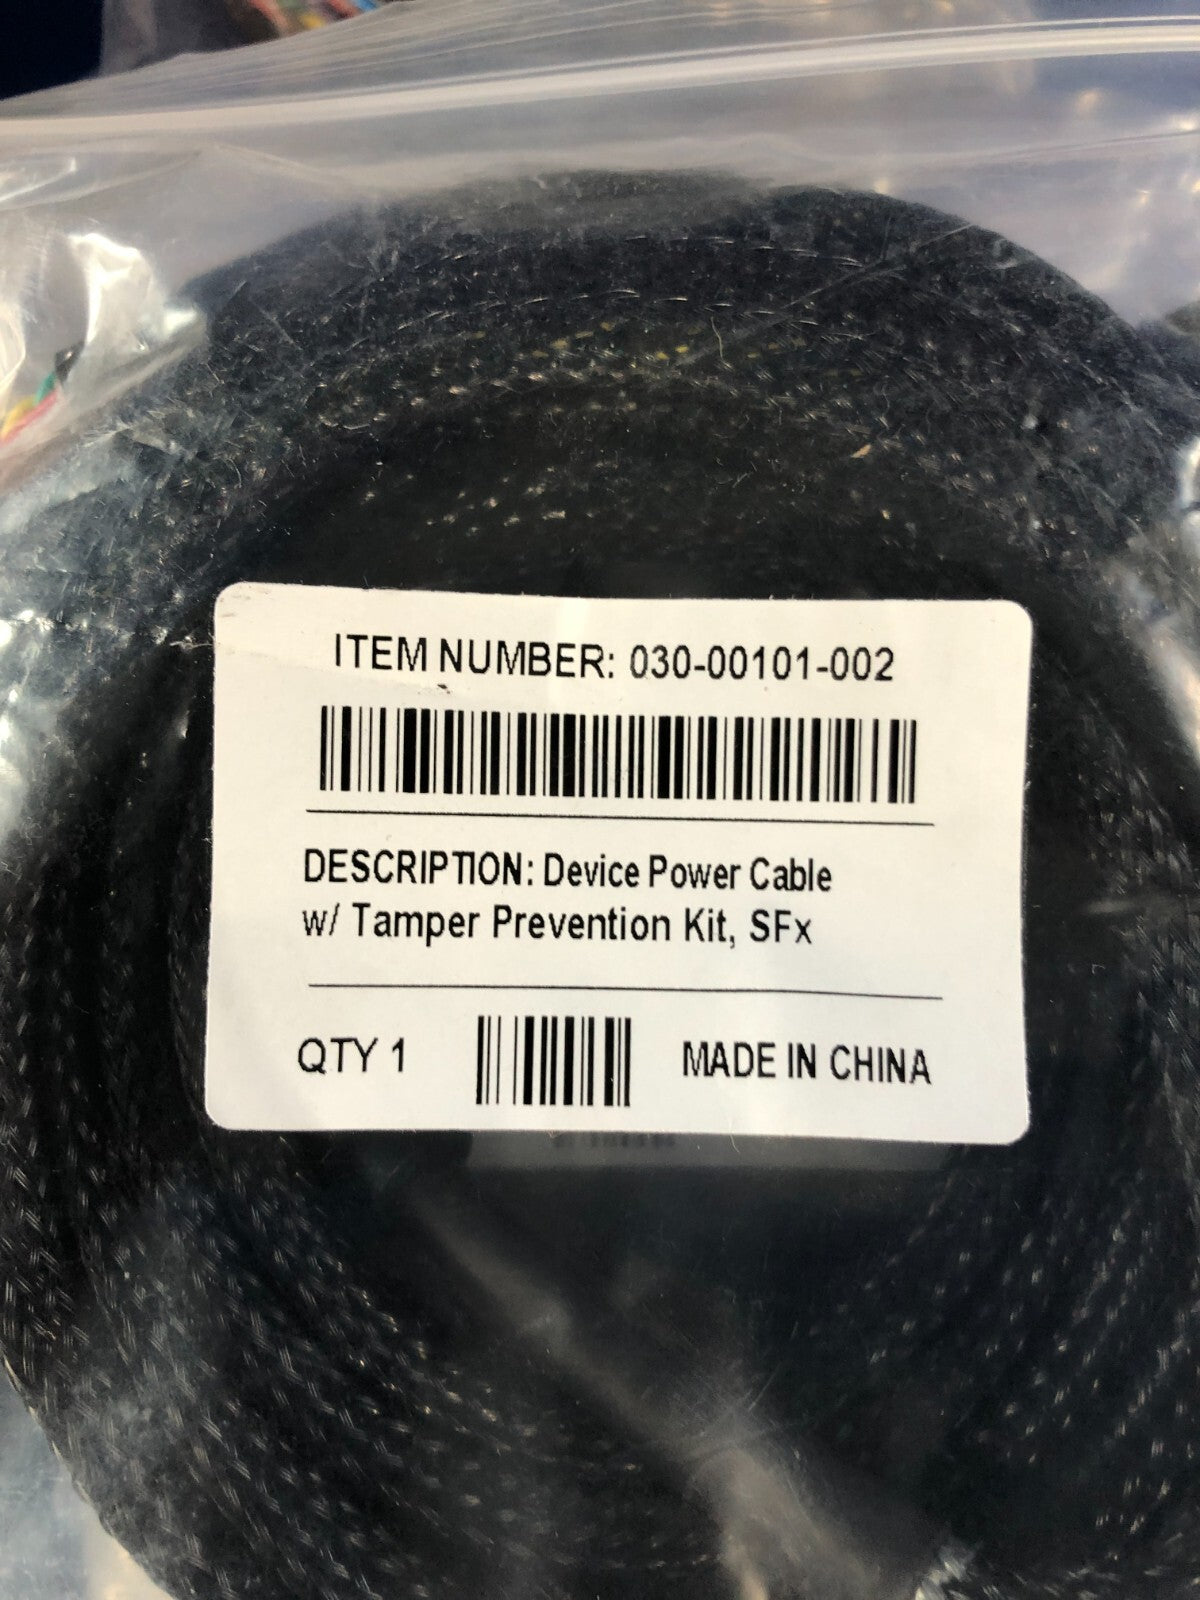 ITEM NUMBER: 030-00101-002
DESCRIPTION: Device Power Cable
w/ Tamper Prevention Kit, SFx
QTY 1
MADE IN CHINA